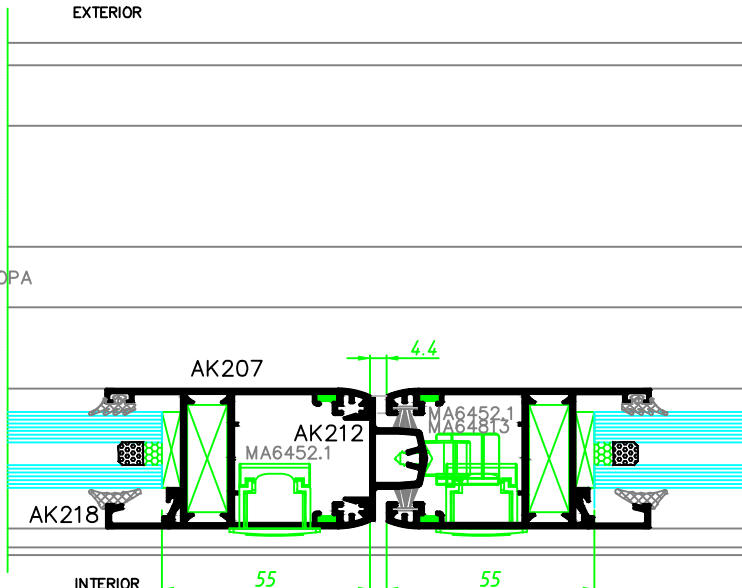 EXTERIOR
OPA
4.4
AK207
MA6452.1
MA64813
AK212
MA6452.1
AK218
55
55
INTERIOR